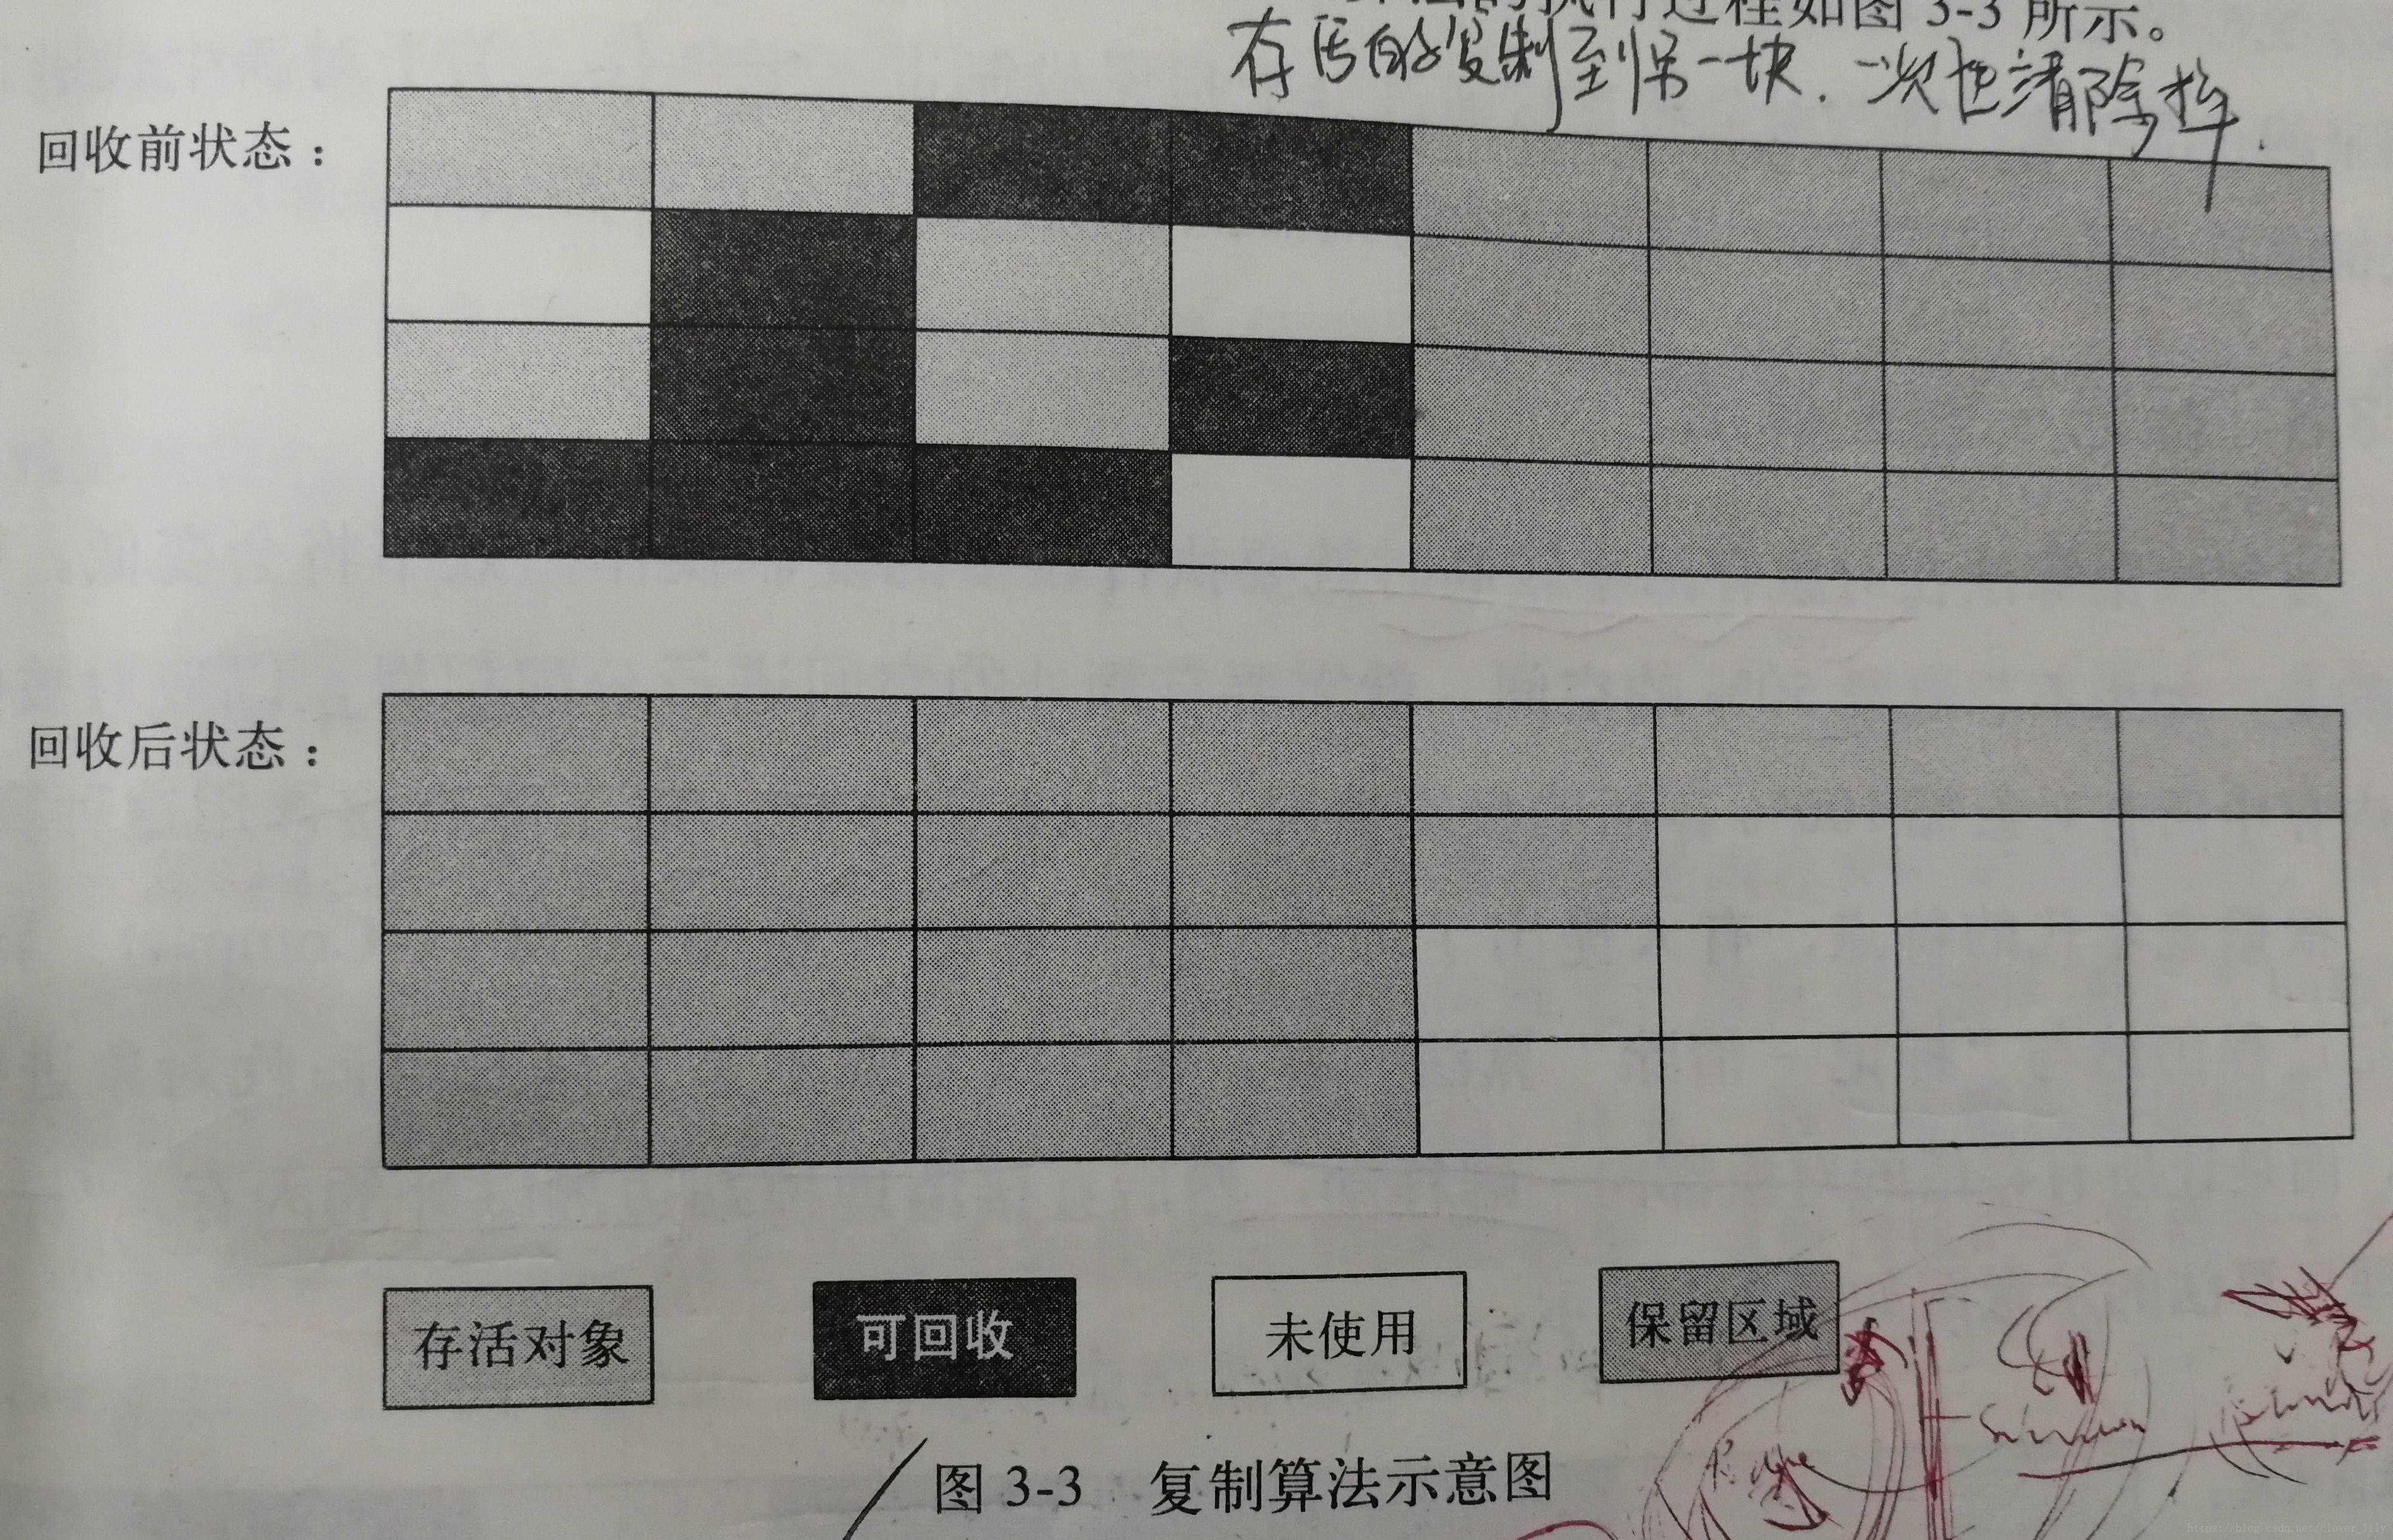 算法的执行过程如图 3-3 所示。
存活的复制到另一块.一次性清除掉.
回收前状态：
回收后状态：
存活对象
可回收
未使用
保留区域
图 3-3 复制算法示意图